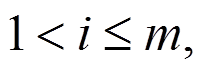 1 < i ≤ m,